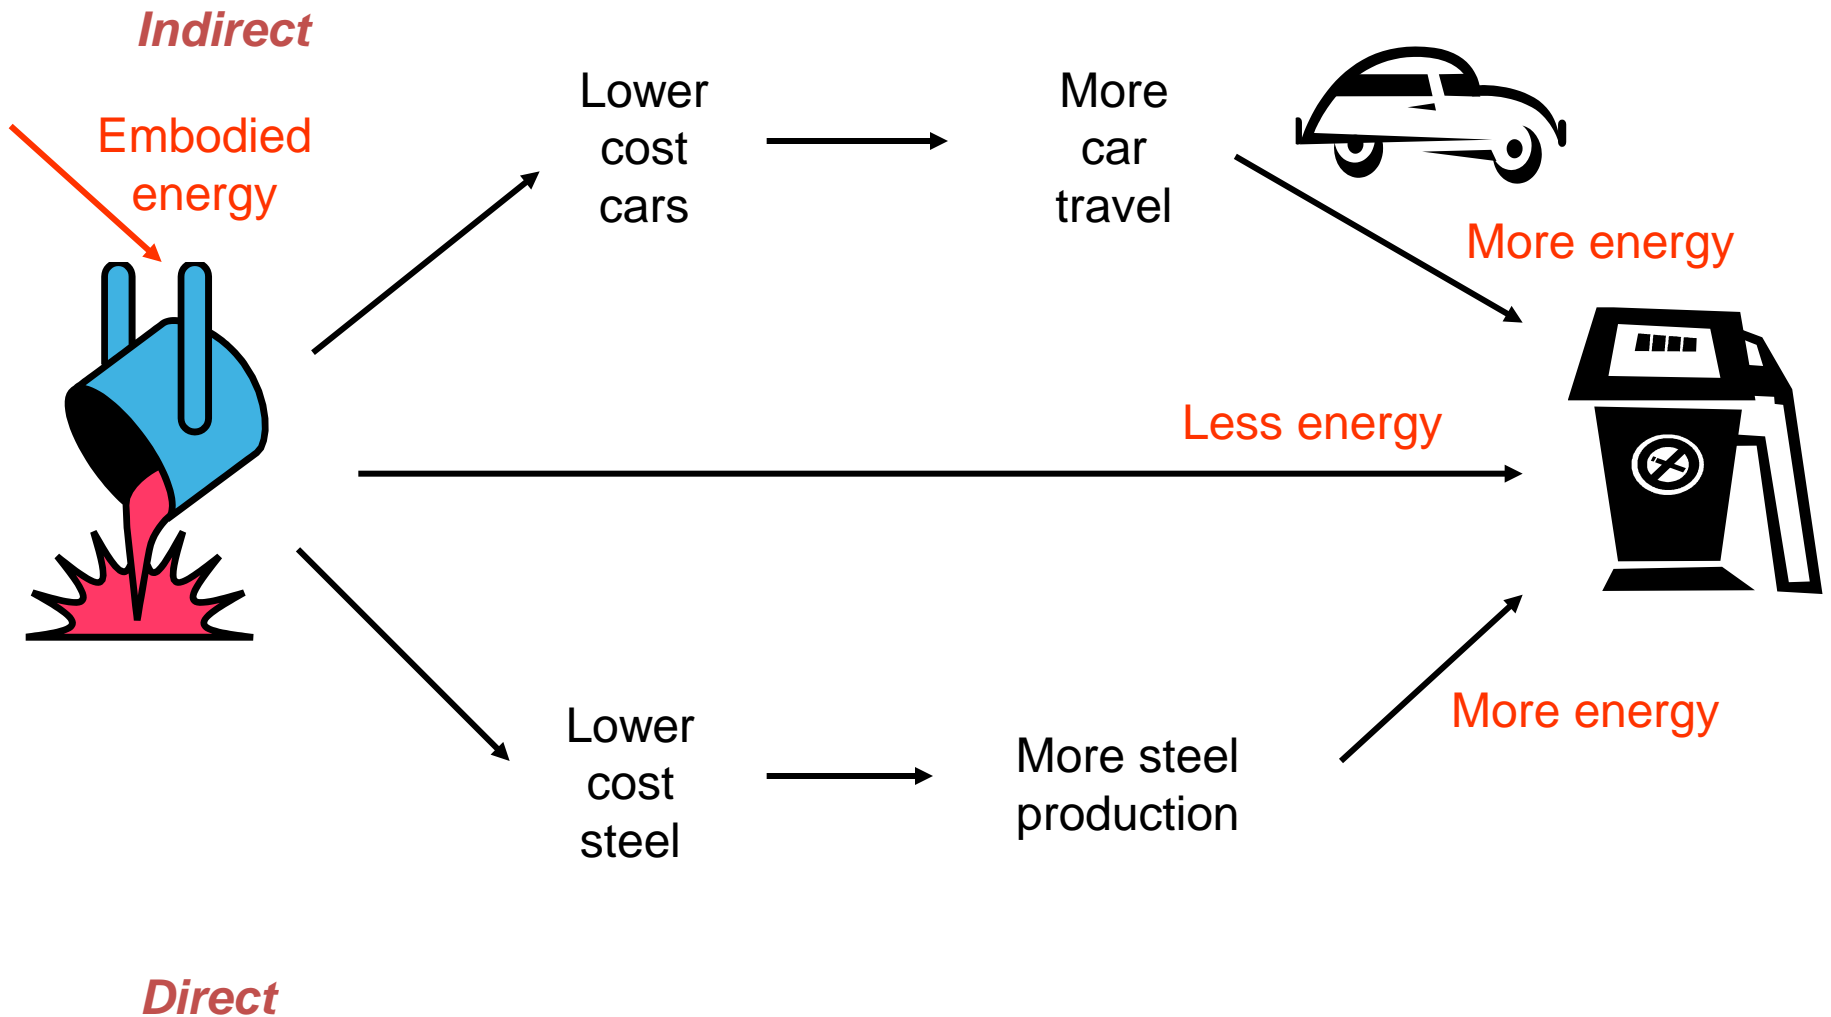 Indirect
Embodied
energy
Lower
cost
cars
More
car
travel
More energy
Less energy
Lower
cost
steel
More steel
production
More energy
Direct